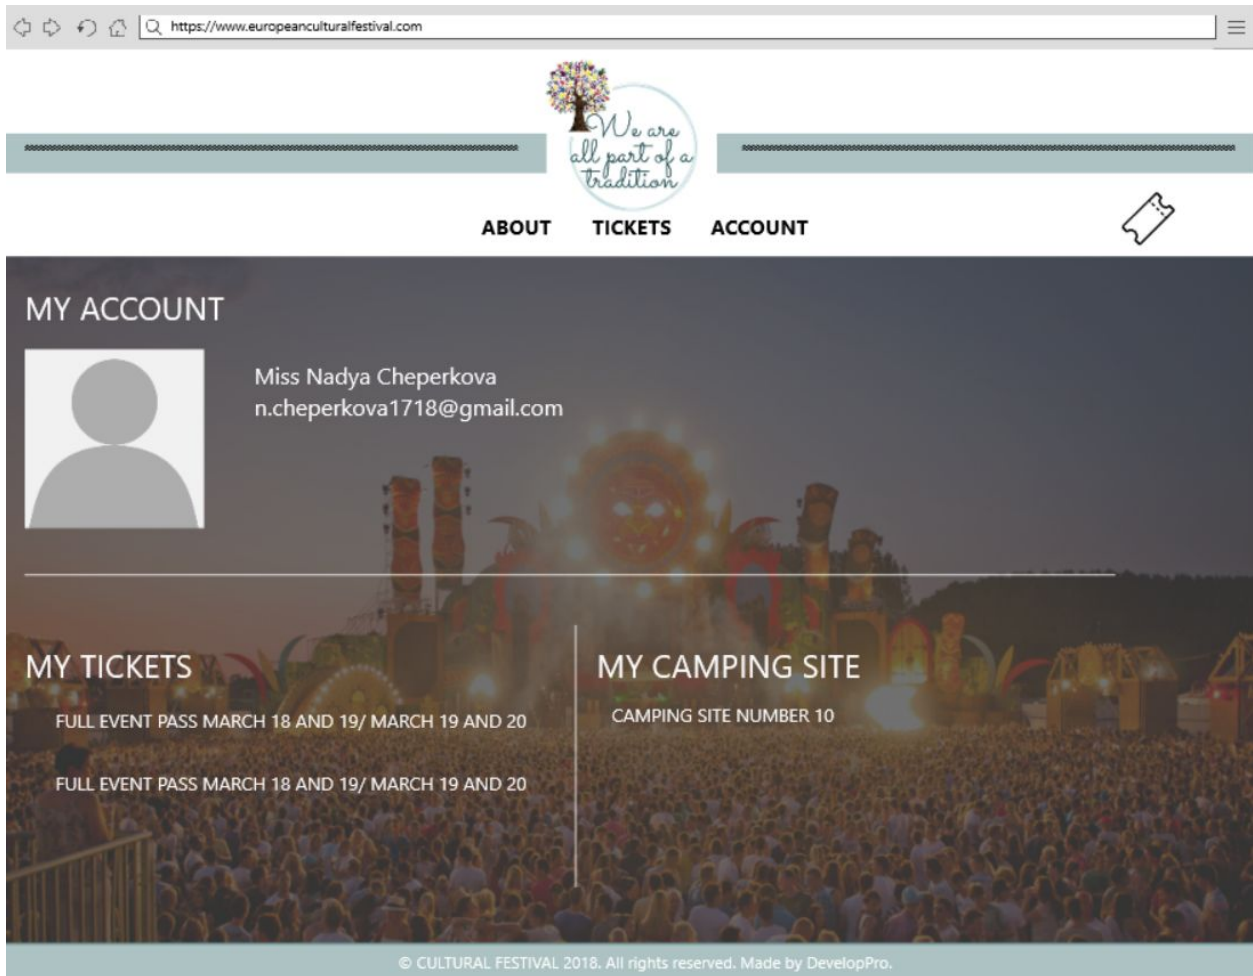 https://www.europeanculturalfestival.com
We are
all part of a
tradition
ABOUT TICKETS ACCOUNT
MY ACCOUNT
Miss Nadya Cheperkova
n.cheperkova1718@gmail.com
MY TICKETS
FULL EVENT PASS MARCH 18 AND 19/ MARCH 19 AND 20
FULL EVENT PASS MARCH 18 AND 19/ MARCH 19 AND 20
MY CAMPING SITE
CAMPING SITE NUMBER 10
© CULTURAL FESTIVAL 2018. All rights reserved. Made by DevelopPro.